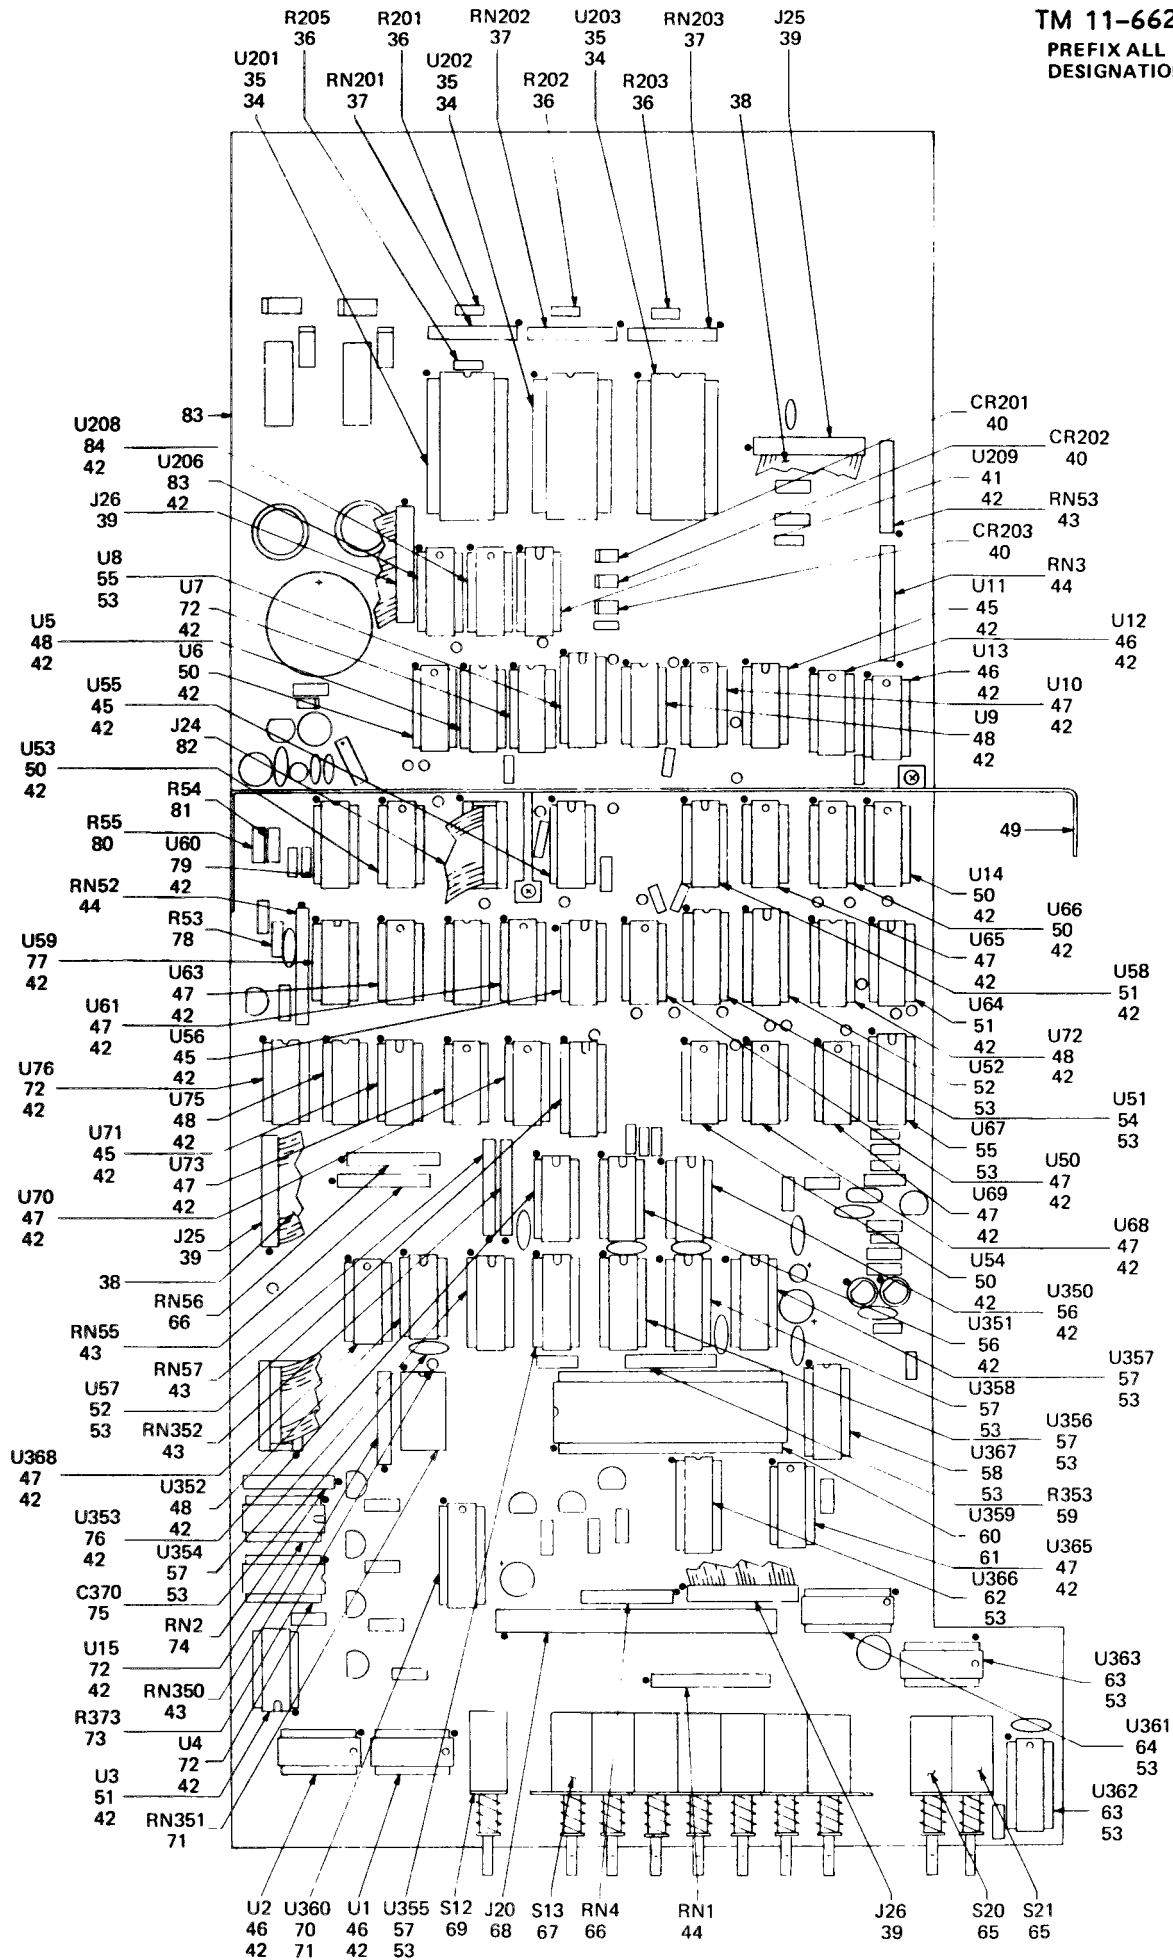 TM 11-662
PREFIX ALL
DESIGNATIO
R205
36
R201
36
RN202
37
U203
35
34
RN203
37
J25
39
U201
35
34
RN201
37
U202
35
34
R202
36
R203
36
38
83
U208
84
42
U206
83
42
J26
39
U8
55
53
U7
72
42
U5
48
42
U6
50
42
U55
45
42
J24
82
U53
50
42
R54
81
R55
80
U60
79
42
RN52
44
R53
78
U59
77
42
U63
47
42
U61
47
42
U56
45
42
U76
72
42
U75
48
42
U71
45
42
U73
47
42
U70
47
42
J25
39
38
RN56
66
RN55
43
RN57
43
U57
52
53
RN352
43
U368
47
42
U352
48
42
U353
76
42
U354
57
53
C370
75
RN2
74
U15
72
42
RN350
43
R373
73
U4
72
42
U3
51
42
RN351
71
CR201
40
CR202
40
U209
41
42
RN53
43
CR203
40
RN3
44
U11
45
42
U12
46
42
U13
46
42
U10
47
42
U9
48
42
49
U14
50
42
U66
50
42
U65
47
42
U58
51
42
U64
51
42
U72
48
42
U52
52
53
U51
54
53
U67
55
53
U50
47
42
U69
47
42
U68
47
42
U54
50
42
U350
56
42
U351
56
42
U357
57
53
U358
57
53
U356
57
53
U367
58
53
R353
59
U359
60
61
U365
47
42
U366
62
53
U363
63
53
U361
64
53
U362
63
53
U2
46
42
U360
70
71
U1
46
42
U355
57
53
S12
69
J20
68
S13
67
RN4
66
RN1
44
J26
39
S20
65
S21
65